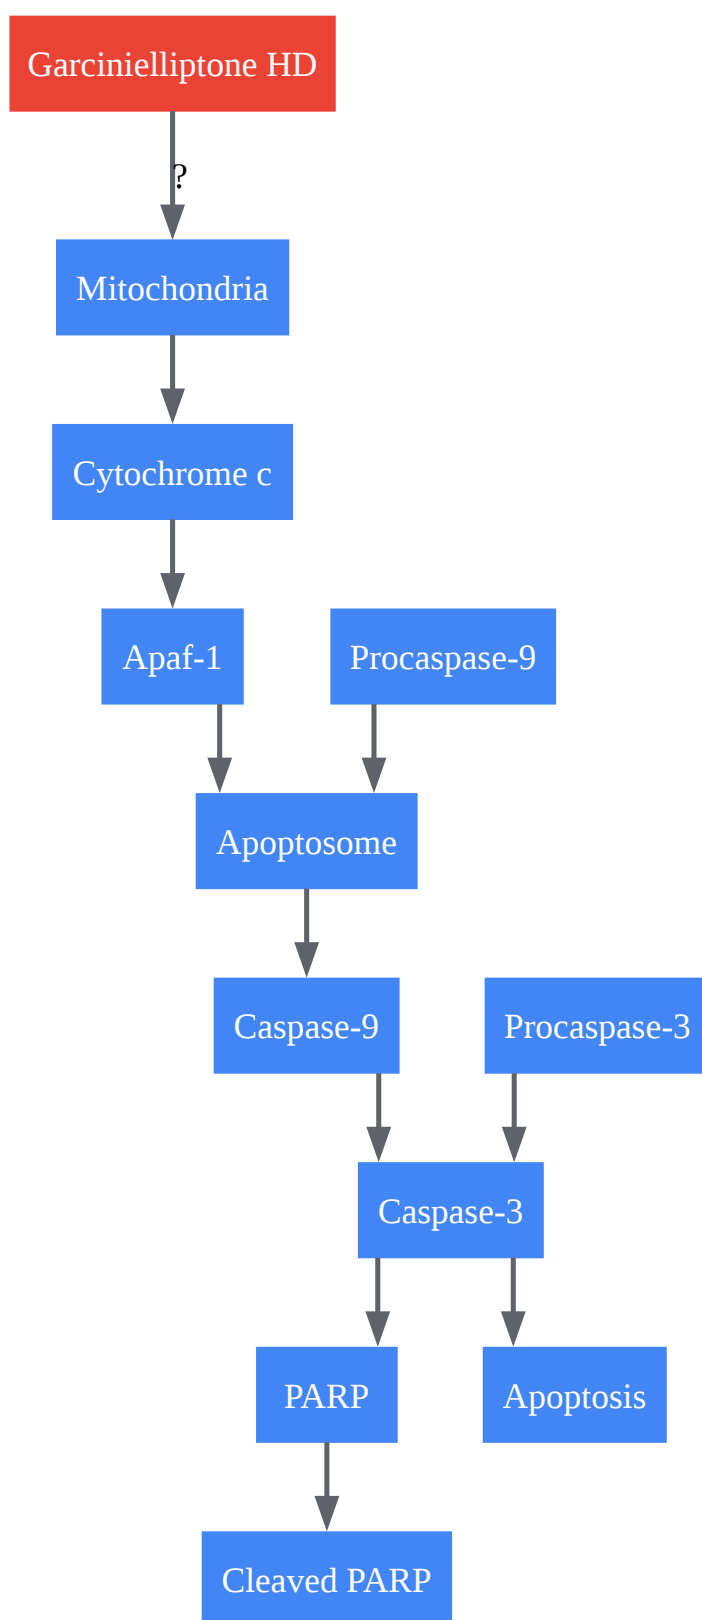 Garcinielliptone HD
?
Mitochondria
Cytochrome c
Apaf-1
Procaspase-9
Apoptosome
Caspase-9
Procaspase-3
Caspase-3
PARP
Apoptosis
Cleaved PARP